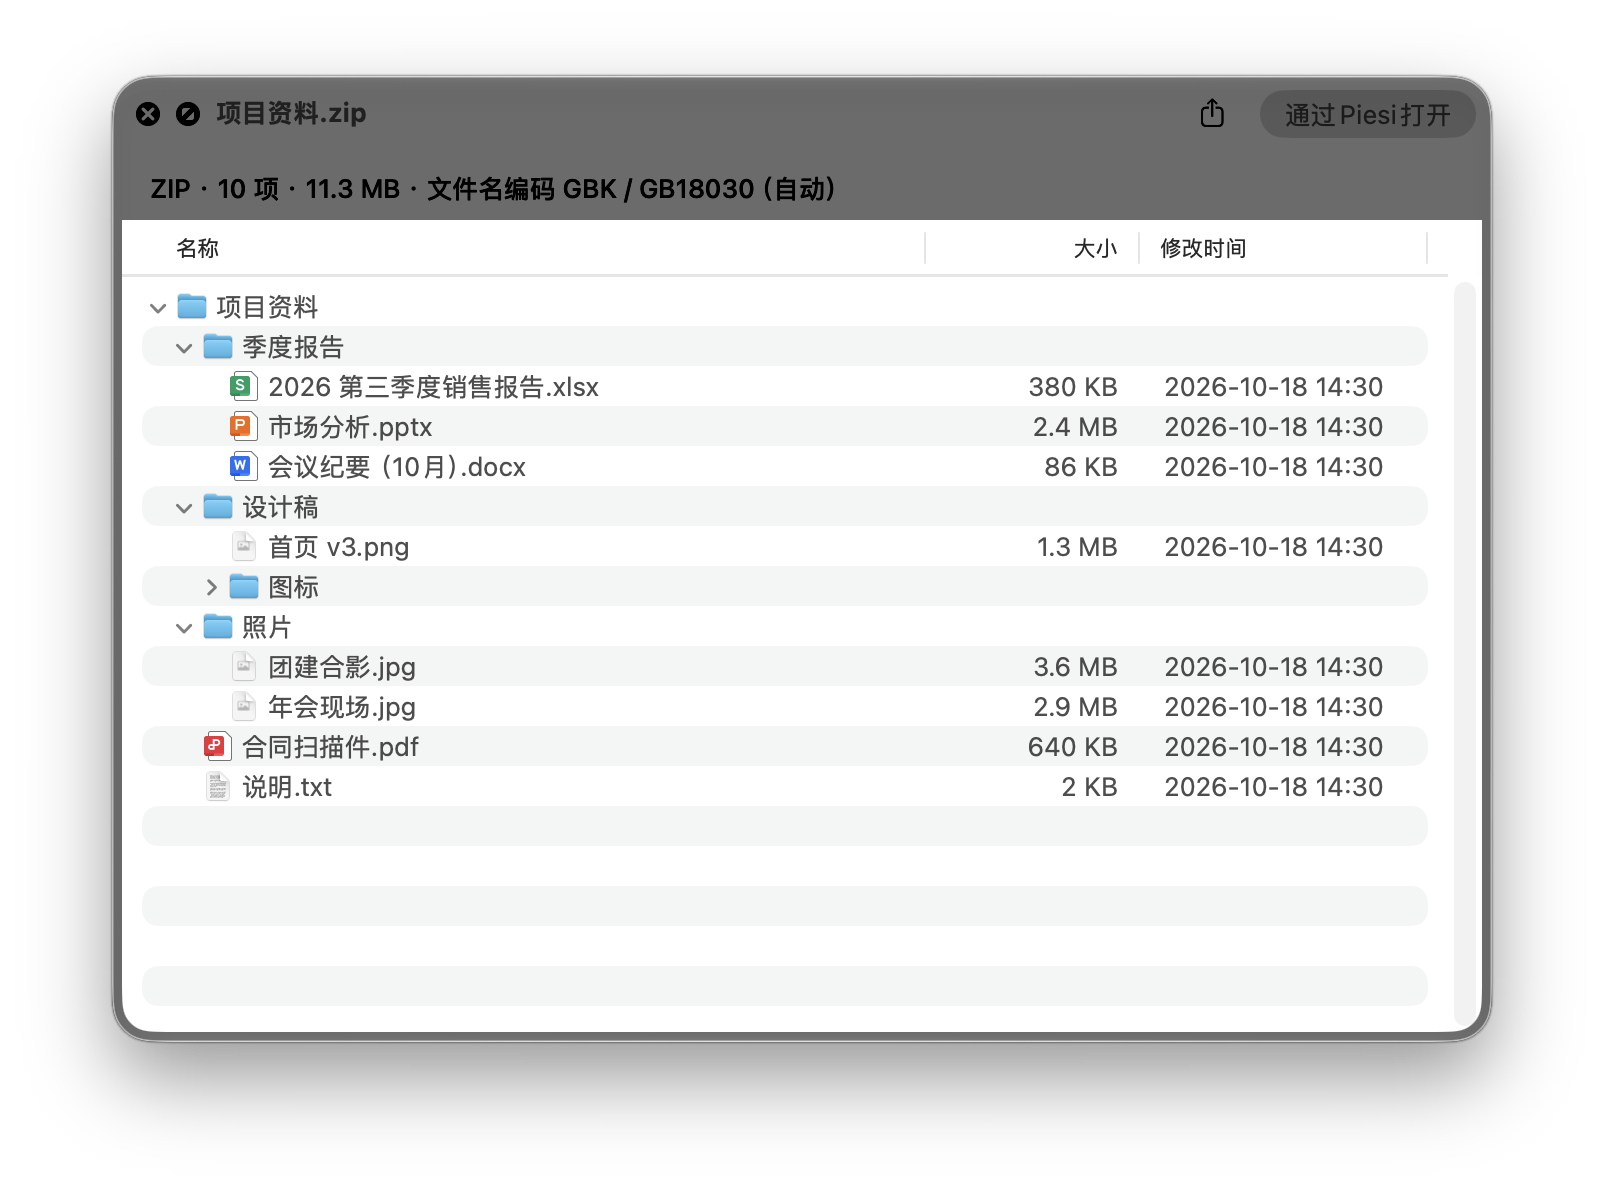 项目资料.zip 通过Piesi打开
ZIP · 10 项 · 11.3 MB · 文件名编码 GBK / GB18030（自动）
名称 大小 修改时间
项目资料
季度报告
2026 第三季度销售报告.xlsx 380 KB 2026-10-18 14:30
市场分析.pptx 2.4 MB 2026-10-18 14:30
会议纪要（10月）.docx 86 KB 2026-10-18 14:30
设计稿
首页 v3.png 1.3 MB 2026-10-18 14:30
图标
照片
团建合影.jpg 3.6 MB 2026-10-18 14:30
年会现场.jpg 2.9 MB 2026-10-18 14:30
合同扫描件.pdf 640 KB 2026-10-18 14:30
说明.txt 2 KB 2026-10-18 14:30